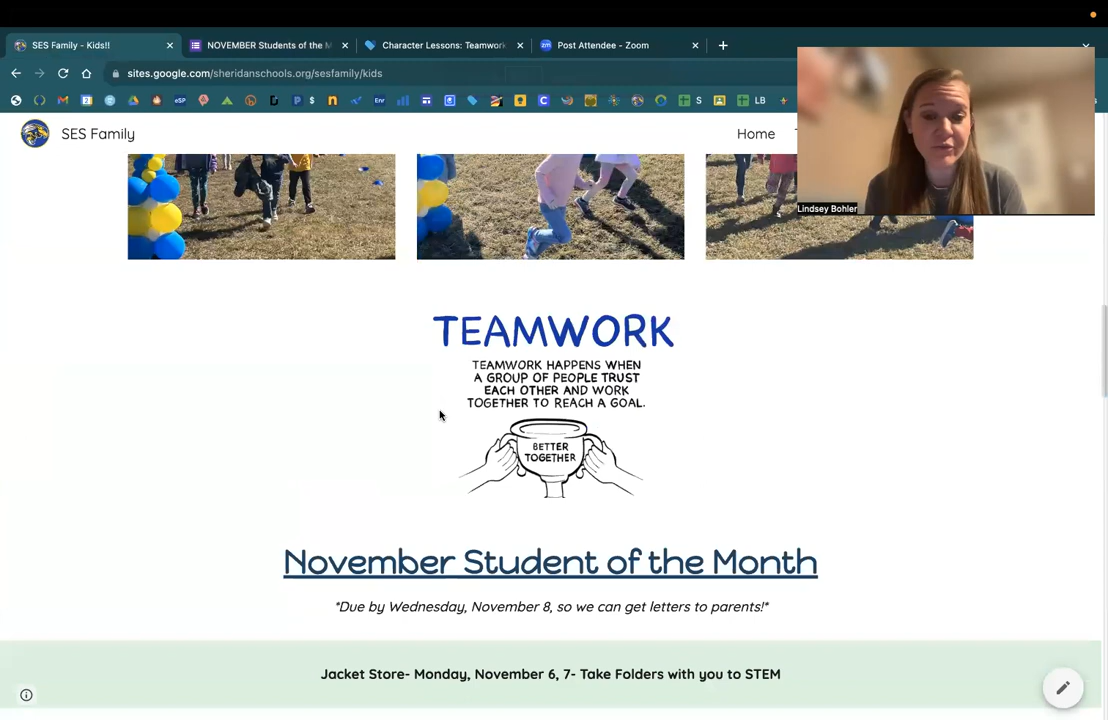 SES Family - Kids!!
NOVEMBER Students of the M
Character Lessons: Teamwork
Post Attendee - Zoom
sites.google.com/sheridanschools.org/sesfamily/kids
SES Family
Home
Lindsey Bohler
TEAMWORK
TEAMWORK HAPPENS WHEN
A GROUP OF PEOPLE TRUST
EACH OTHER AND WORK
TOGETHER TO REACH A GOAL.
BETTER
TOGETHER
November Student of the Month
*Due by Wednesday, November 8, so we can get letters to parents!*
Jacket Store- Monday, November 6, 7- Take Folders with you to STEM